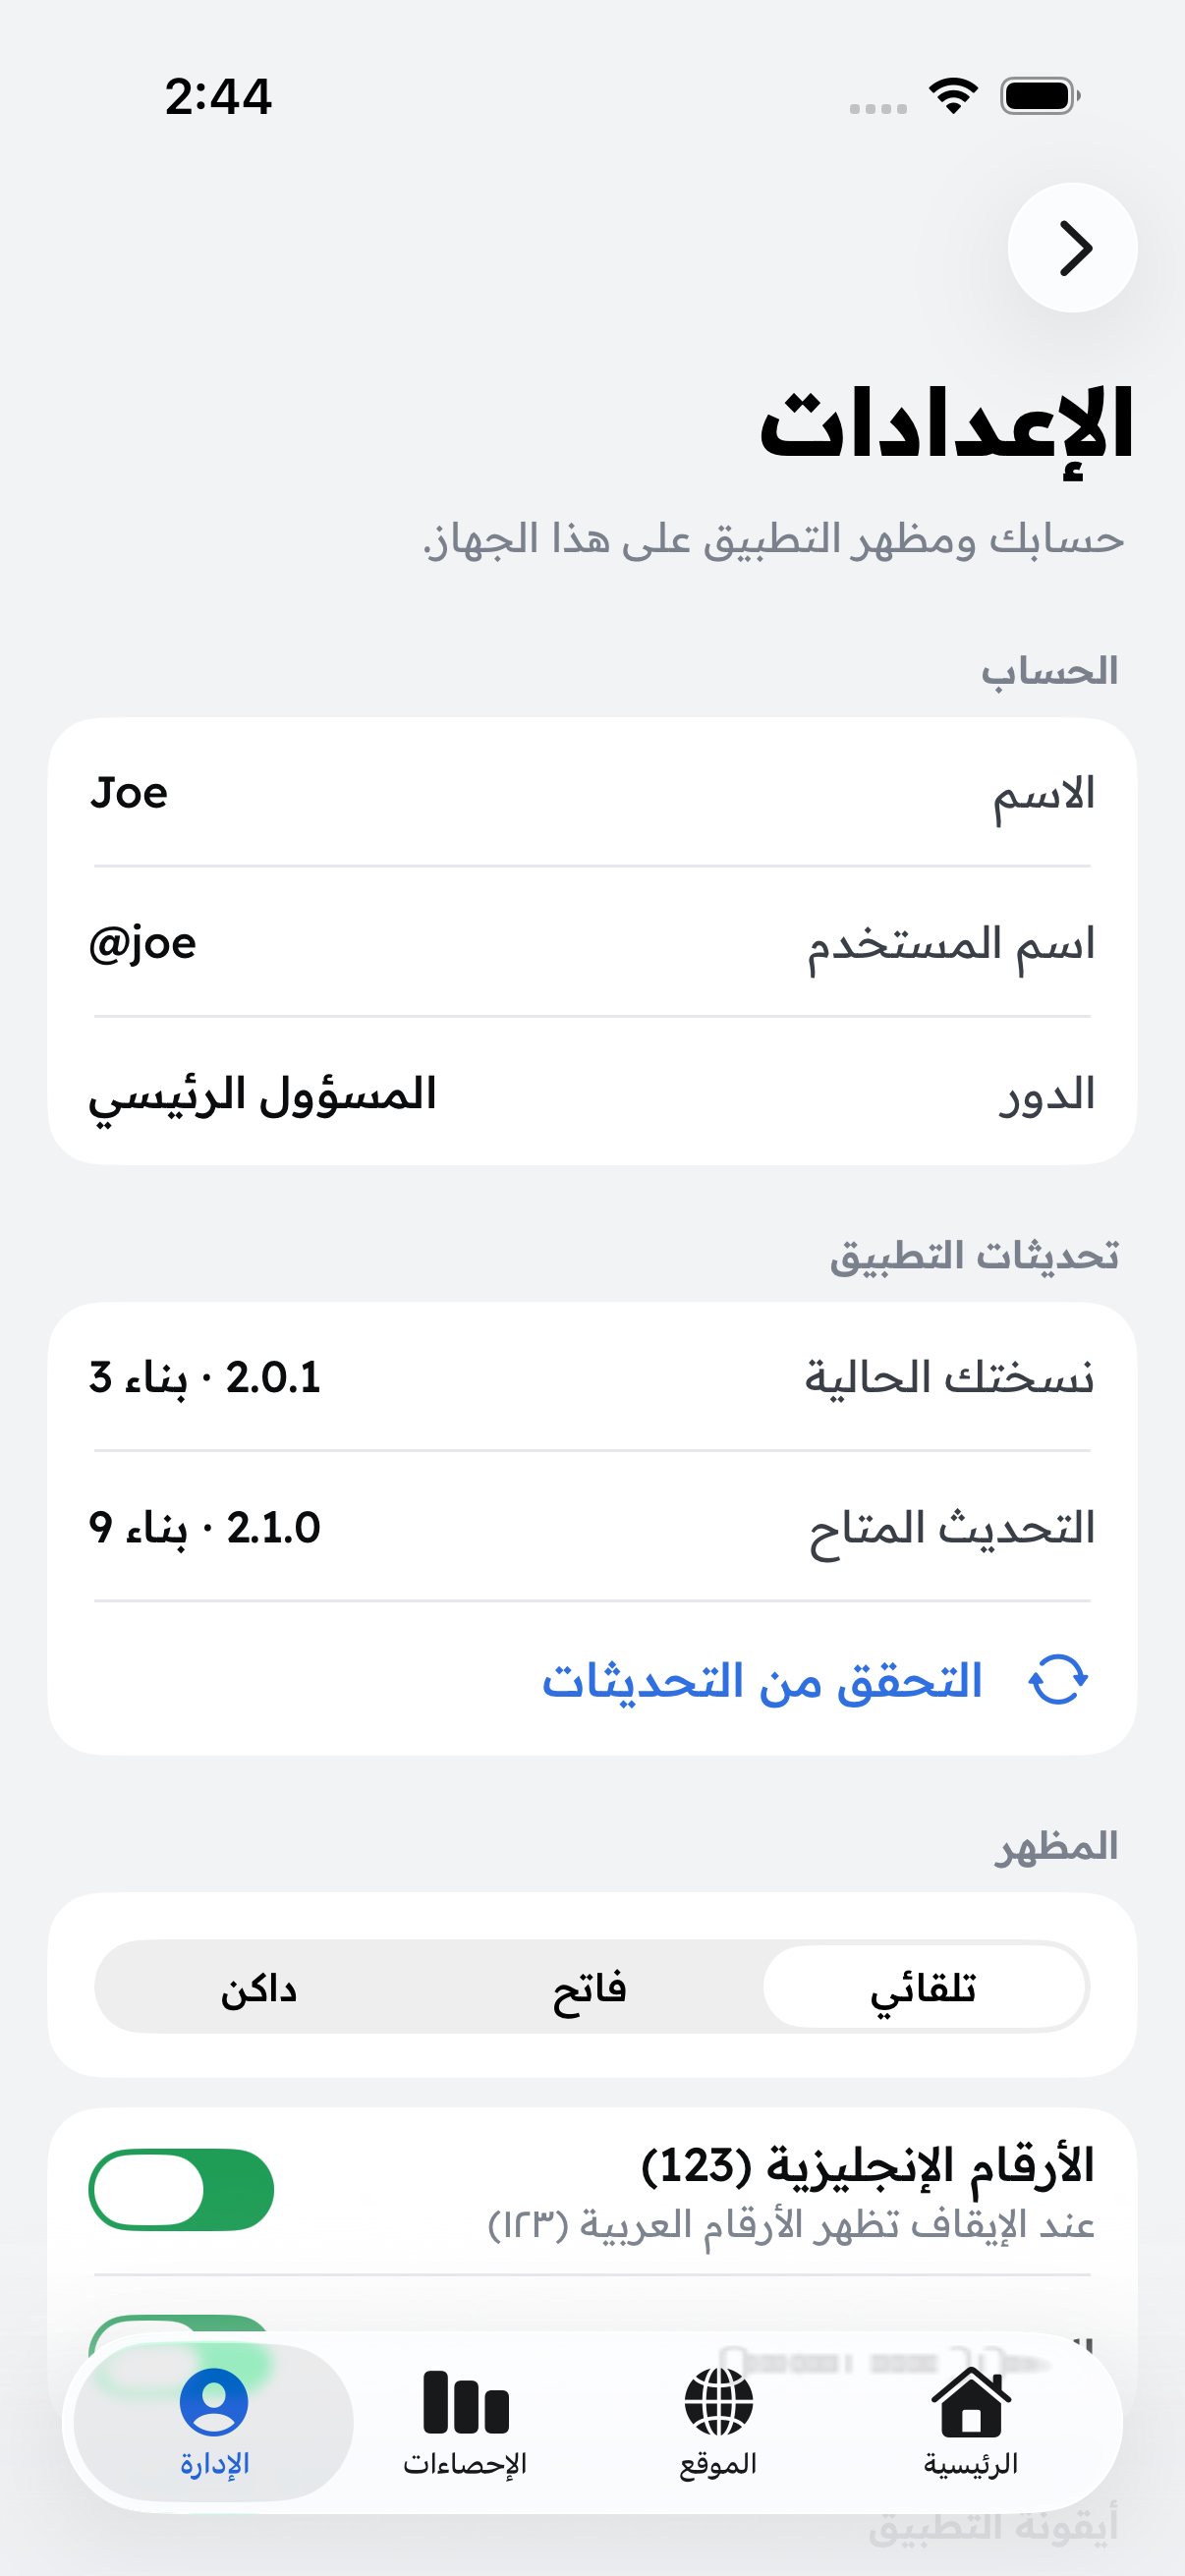 2:44
الإعدادات
حسابك ومظهر التطبيق على هذا الجهاز.
الحساب
الاسم Joe
اسم المستخدم @joe
الدور المسؤول الرئيسي
تحديثات التطبيق
نسختك الحالية 2.0.1 · بناء 3
التحديث المتاح 2.1.0 · بناء 9
التحقق من التحديثات
المظهر
تلقائي فاتح داكن
الأرقام الإنجليزية (123)
عند الإيقاف تظهر الأرقام العربية (١٢٣)
الرئيسية الموقع الإحصاءات الإدارة
أيقونة التطبيق